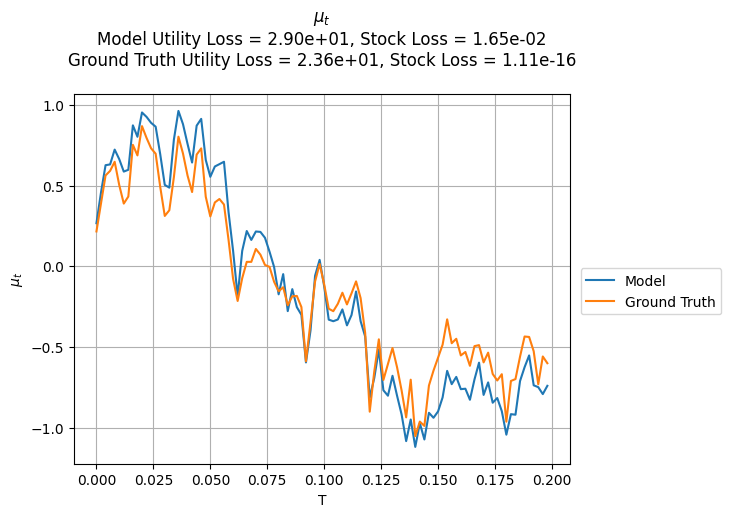 μt
Model Utility Loss = 2.90e+01, Stock Loss = 1.65e-02
Ground Truth Utility Loss = 2.36e+01, Stock Loss = 1.11e-16
1.0
0.5
0.0
−0.5
−1.0
μt
0.000
0.025
0.050
0.075
0.100
0.125
0.150
0.175
0.200
T
Model
Ground Truth